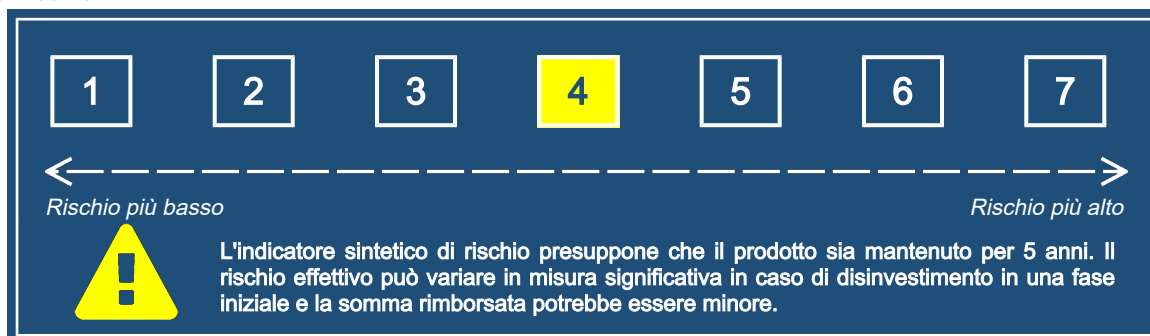 1 2 3 4 5 6 7
Rischio più basso Rischio più alto
L'indicatore sintetico di rischio presuppone che il prodotto sia mantenuto per 5 anni. Il
rischio effettivo può variare in misura significativa in caso di disinvestimento in una fase
iniziale e la somma rimborsata potrebbe essere minore.